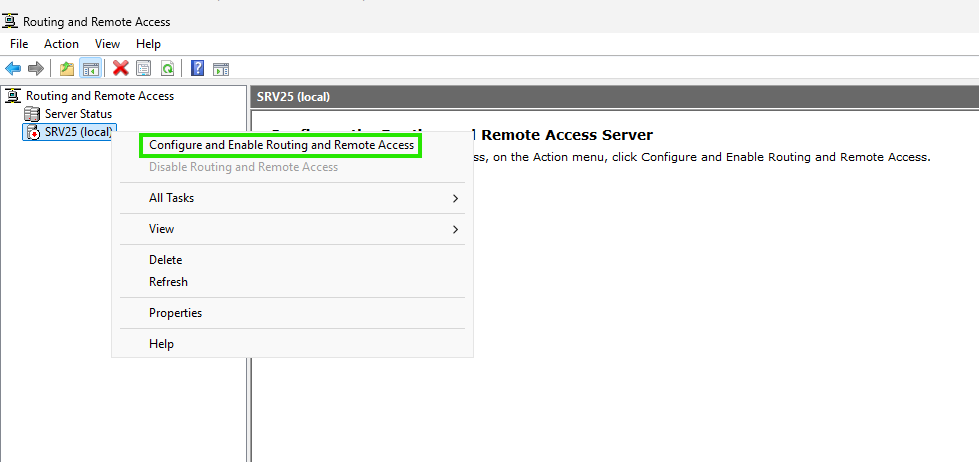 Routing and Remote Access
File Action View Help
Routing and Remote Access
Server Status
SRV25 (local)
SRV25 (local)
Remote Access Server
ss, on the Action menu, click Configure and Enable Routing and Remote Access.
Configure and Enable Routing and Remote Access
Disable Routing and Remote Access
All Tasks
View
Delete
Refresh
Properties
Help